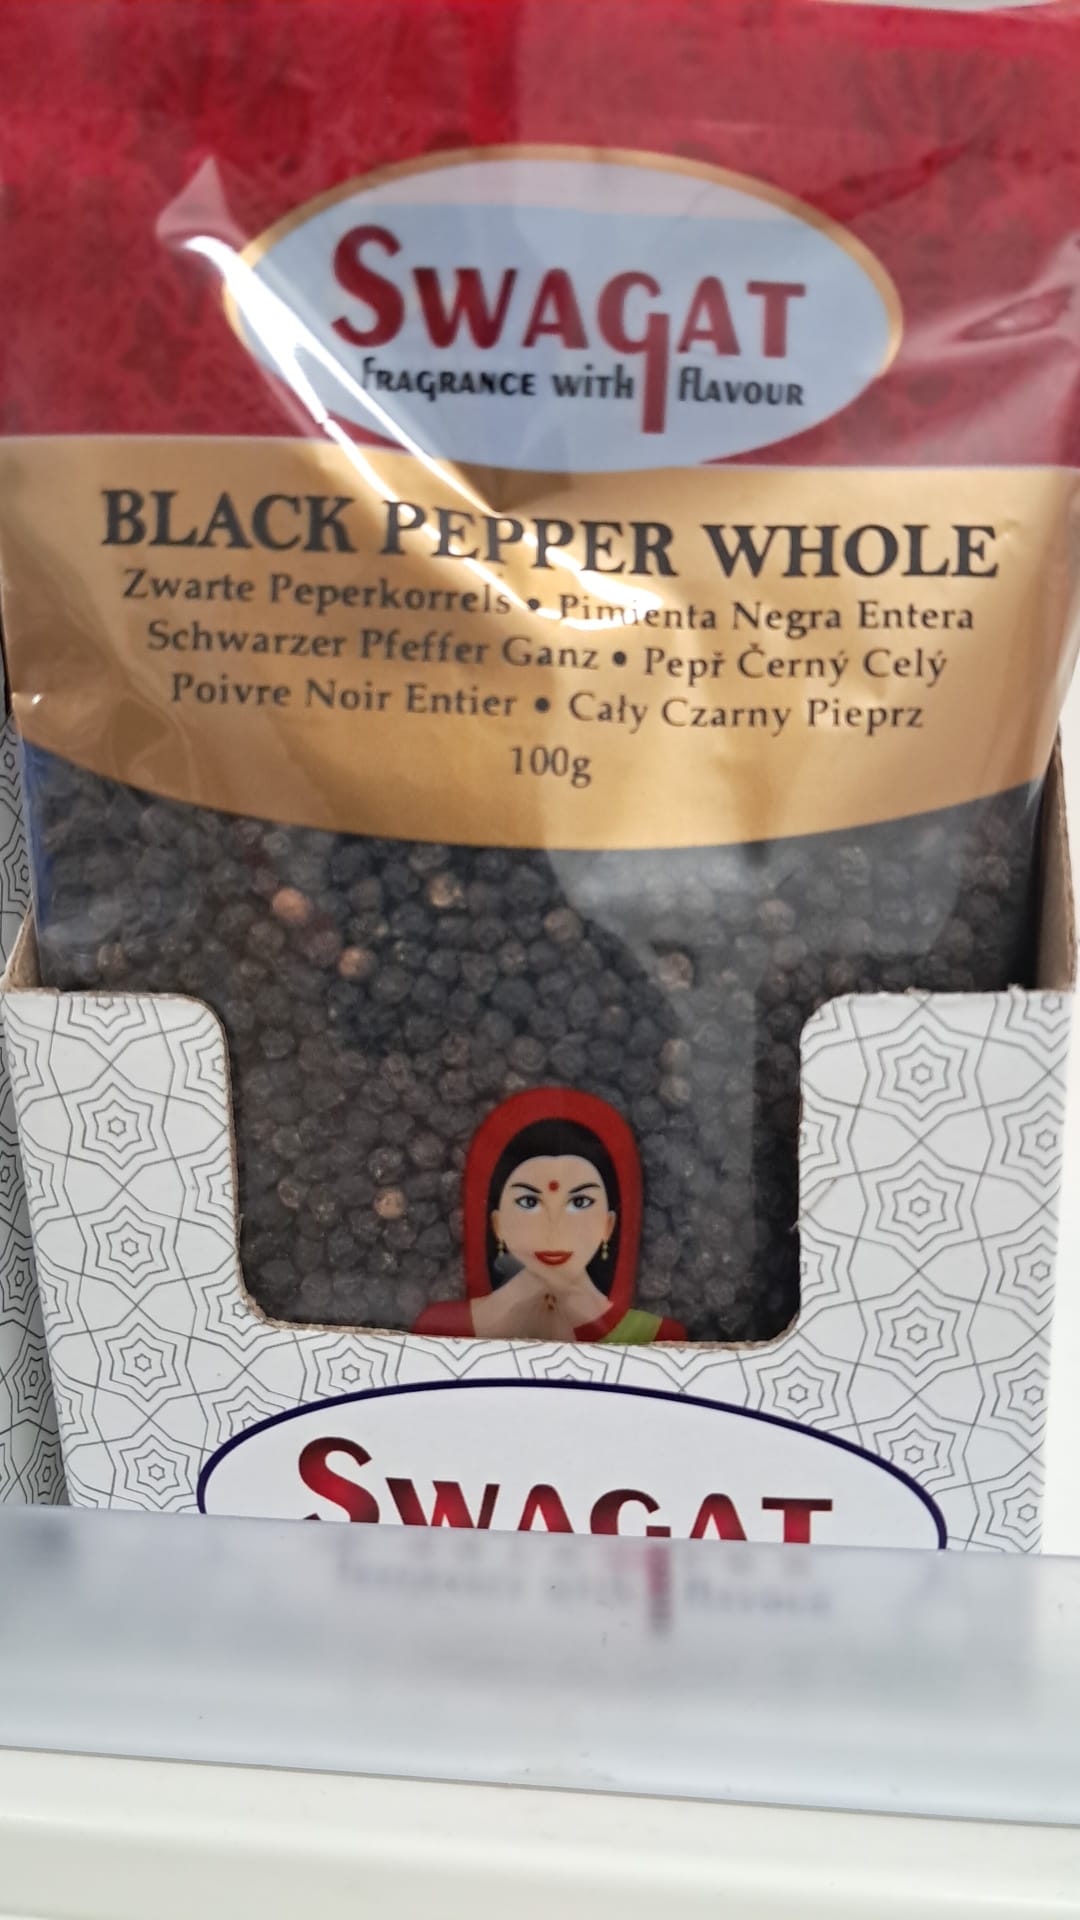 SWAGAT
FRAGRANCE WITH FLAVOUR
BLACK PEPPER WHOLE
Zwarte Peperkorrels • Pimienta Negra Entera
Schwarzer Pfeffer Ganz • Pepř Černý Celý
Poivre Noir Entier • Cały Czarny Pieprz
100g
SWAGAT